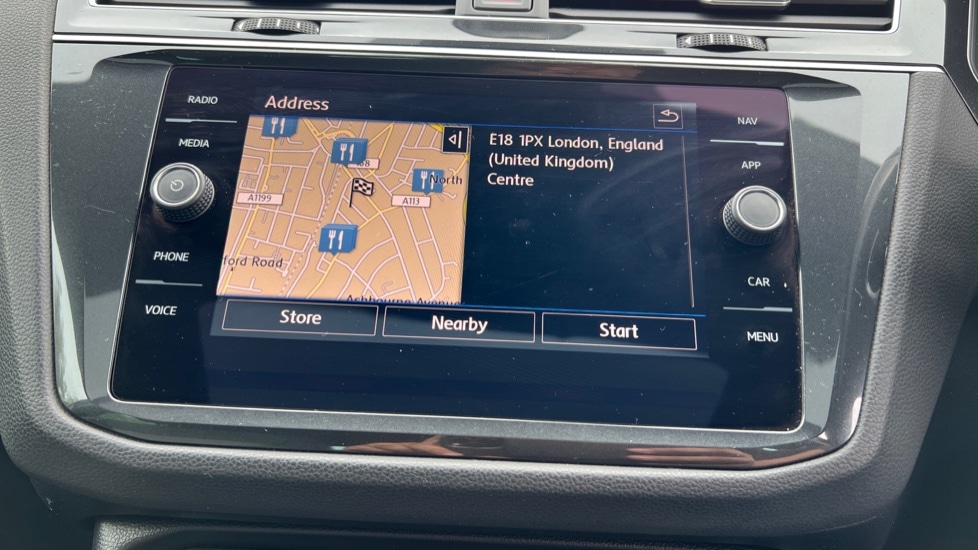 RADIO
Address
NAV
MEDIA
E18 1PX London, England
(United Kingdom)
Centre
APP
North
A1199
A113
PHONE
ford Road
CAR
VOICE
Ashbourne Avenue
Store
Nearby
Start
MENU